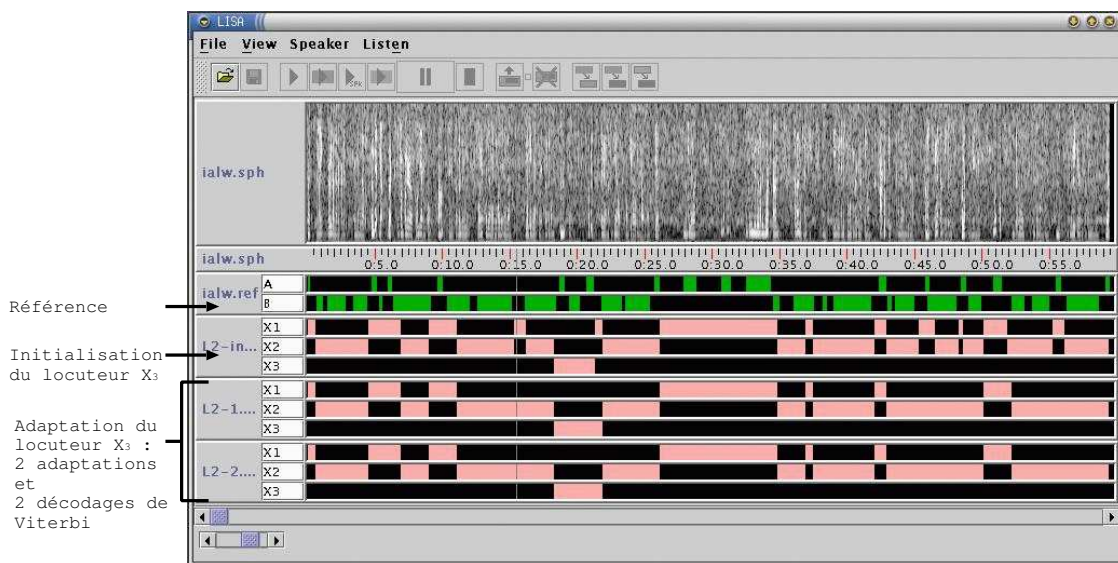 LISA
File View Speaker Listen
SPK
ialw.sph
ialw.sph
0:5.0 0:10.0 0:15.0 0:20.0 0:25.0 0:30.0 0:35.0 0:40.0 0:45.0 0:50.0 0:55.0
ialw.ref
A
B
Référence
L2-in...
X1
X2
X3
Initialisation
du locuteur X₃
L2-1....
X1
X2
X3
L2-2....
X1
X2
X3
Adaptation du
locuteur X₃ :
2 adaptations
et
2 décodages de
Viterbi